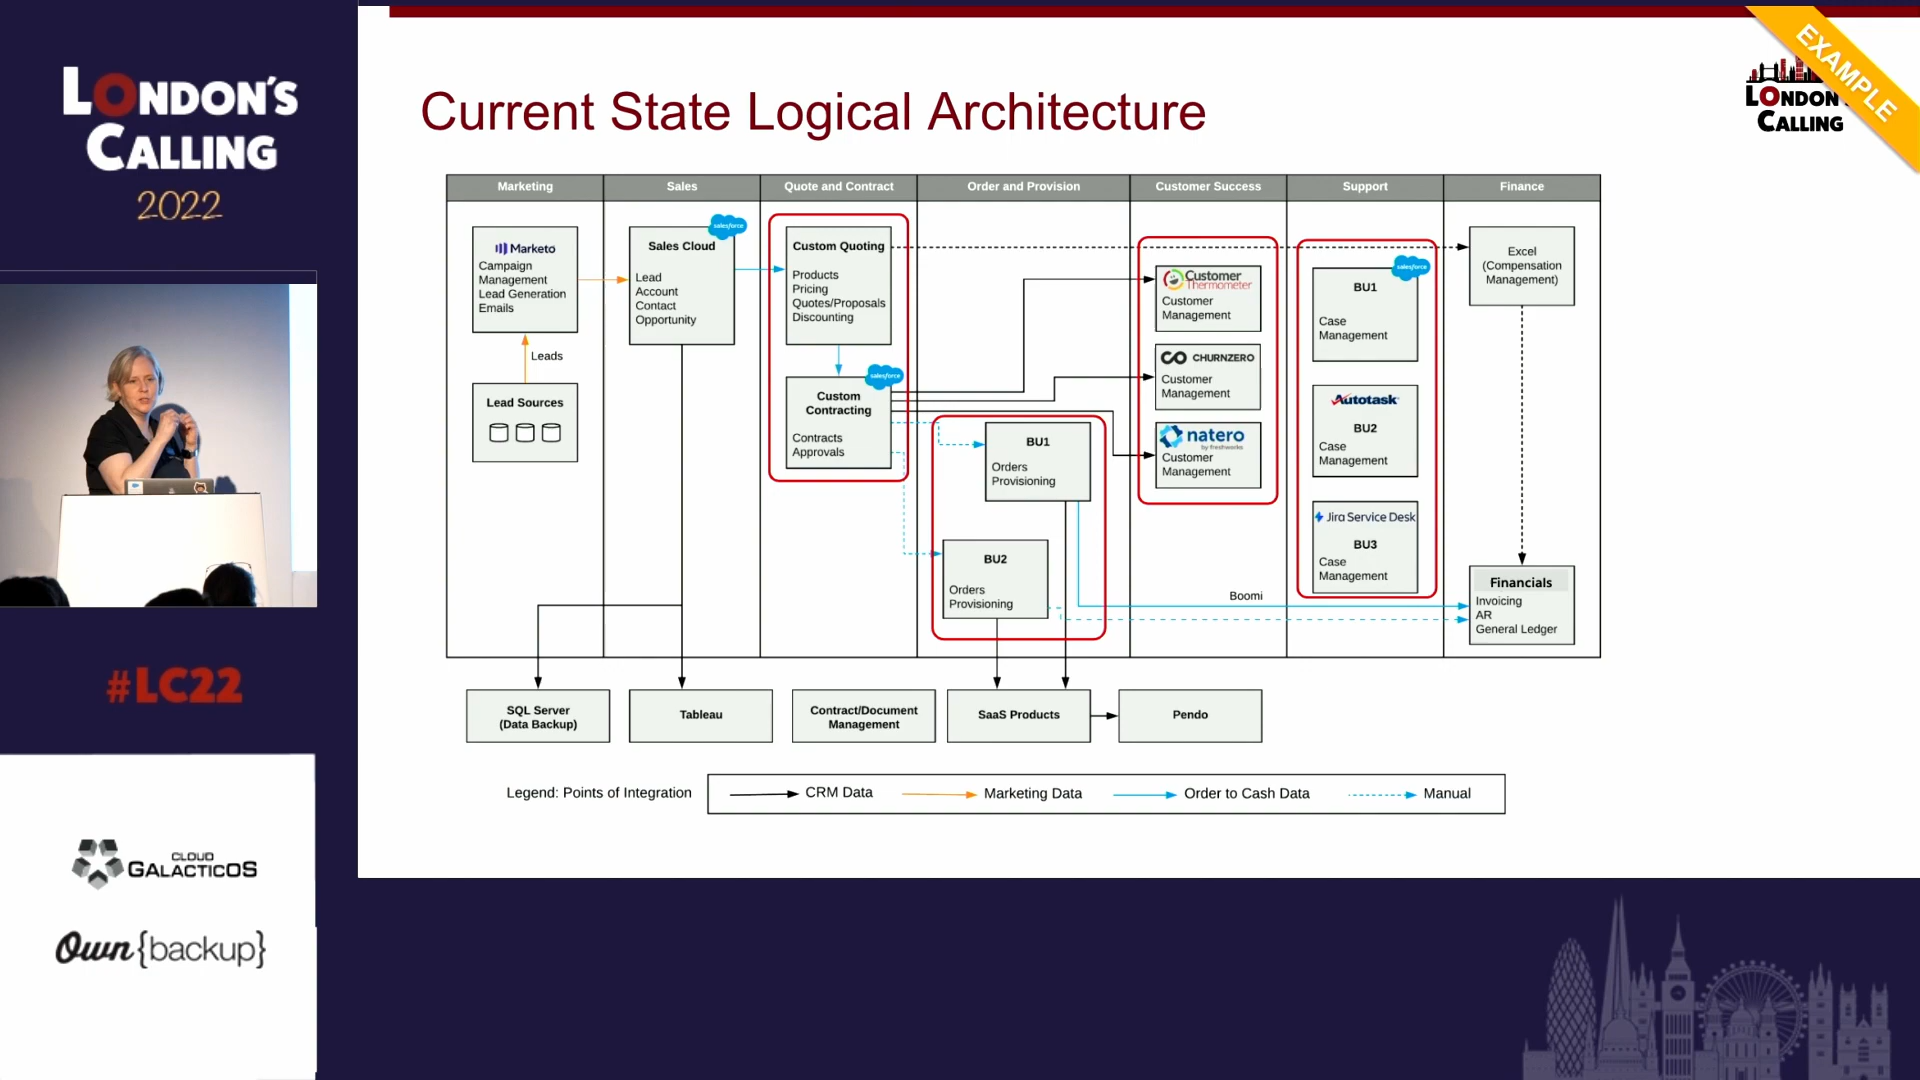 LONDON'S
CALLING
2022
#LC22
CLOUD
GALACTICOS
Own{backup}
EXAMPLE
LONDON
CALLING
Current State Logical Architecture
Marketing
Sales
Quote and Contract
Order and Provision
Customer Success
Support
Finance
Marketo
Campaign
Management
Lead Generation
Emails
Leads
Lead Sources
salesforce
Sales Cloud
Lead
Account
Contact
Opportunity
Custom Quoting
Products
Pricing
Quotes/Proposals
Discounting
salesforce
Custom
Contracting
Contracts
Approvals
BU1
Orders
Provisioning
BU2
Orders
Provisioning
Customer
Thermometer
Customer
Management
CHURNZERO
Customer
Management
natero
by freshworks
Customer
Management
salesforce
BU1
Case
Management
Autotask
BU2
Case
Management
Jira Service Desk
BU3
Case
Management
Excel
(Compensation
Management)
Boomi
Financials
Invoicing
AR
General Ledger
SQL Server
(Data Backup)
Tableau
Contract/Document
Management
SaaS Products
Pendo
Legend: Points of Integration
CRM Data
Marketing Data
Order to Cash Data
Manual